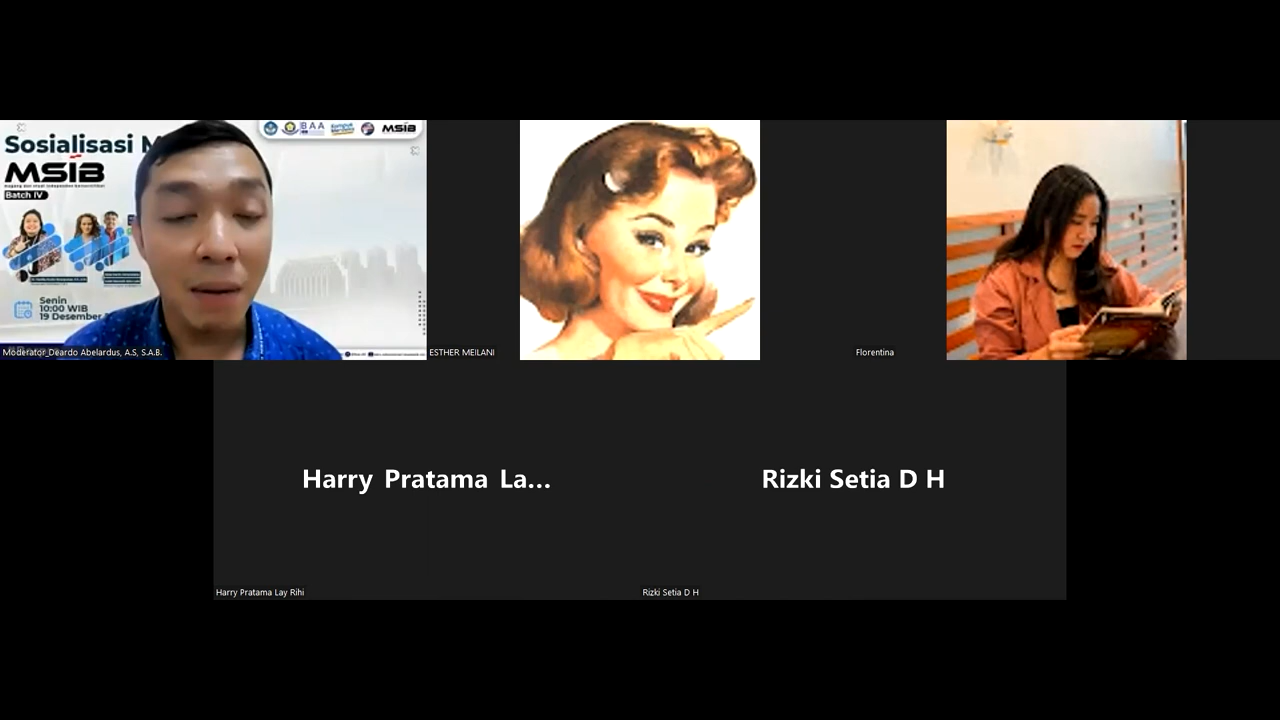 Sosialisasi M
MSIB
Batch IV
Senin
10:00 WIB
19 Desember
BAA
MSIB
Moderator_Deardo Abelardus, A.S, S.A.B.
ESTHER MEILANI
Florentina
Harry Pratama La...
Rizki Setia D H
Harry Pratama Lay Rihi
Rizki Setia D H